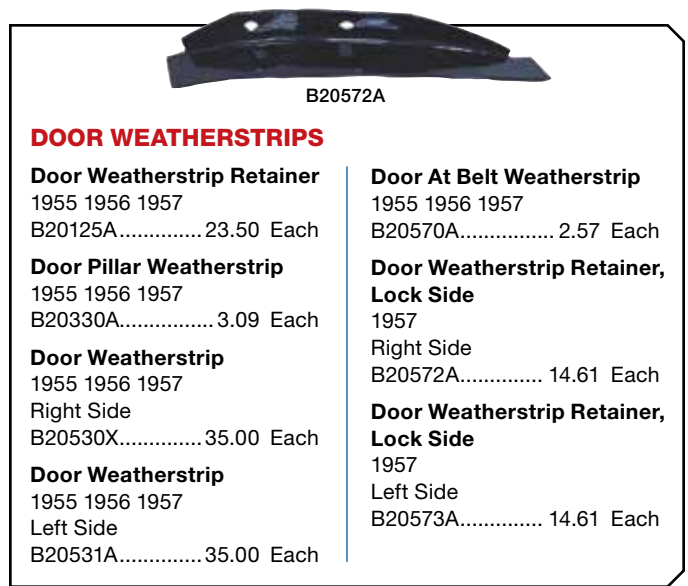 B20572A
DOOR WEATHERSTRIPS
Door Weatherstrip Retainer
1955 1956 1957
B20125A..............23.50 Each
Door Pillar Weatherstrip
1955 1956 1957
B20330A................3.09 Each
Door Weatherstrip
1955 1956 1957
Right Side
B20530X..............35.00 Each
Door Weatherstrip
1955 1956 1957
Left Side
B20531A..............35.00 Each
Door At Belt Weatherstrip
1955 1956 1957
B20570A................ 2.57 Each
Door Weatherstrip Retainer,
Lock Side
1957
Right Side
B20572A.............. 14.61 Each
Door Weatherstrip Retainer,
Lock Side
1957
Left Side
B20573A.............. 14.61 Each